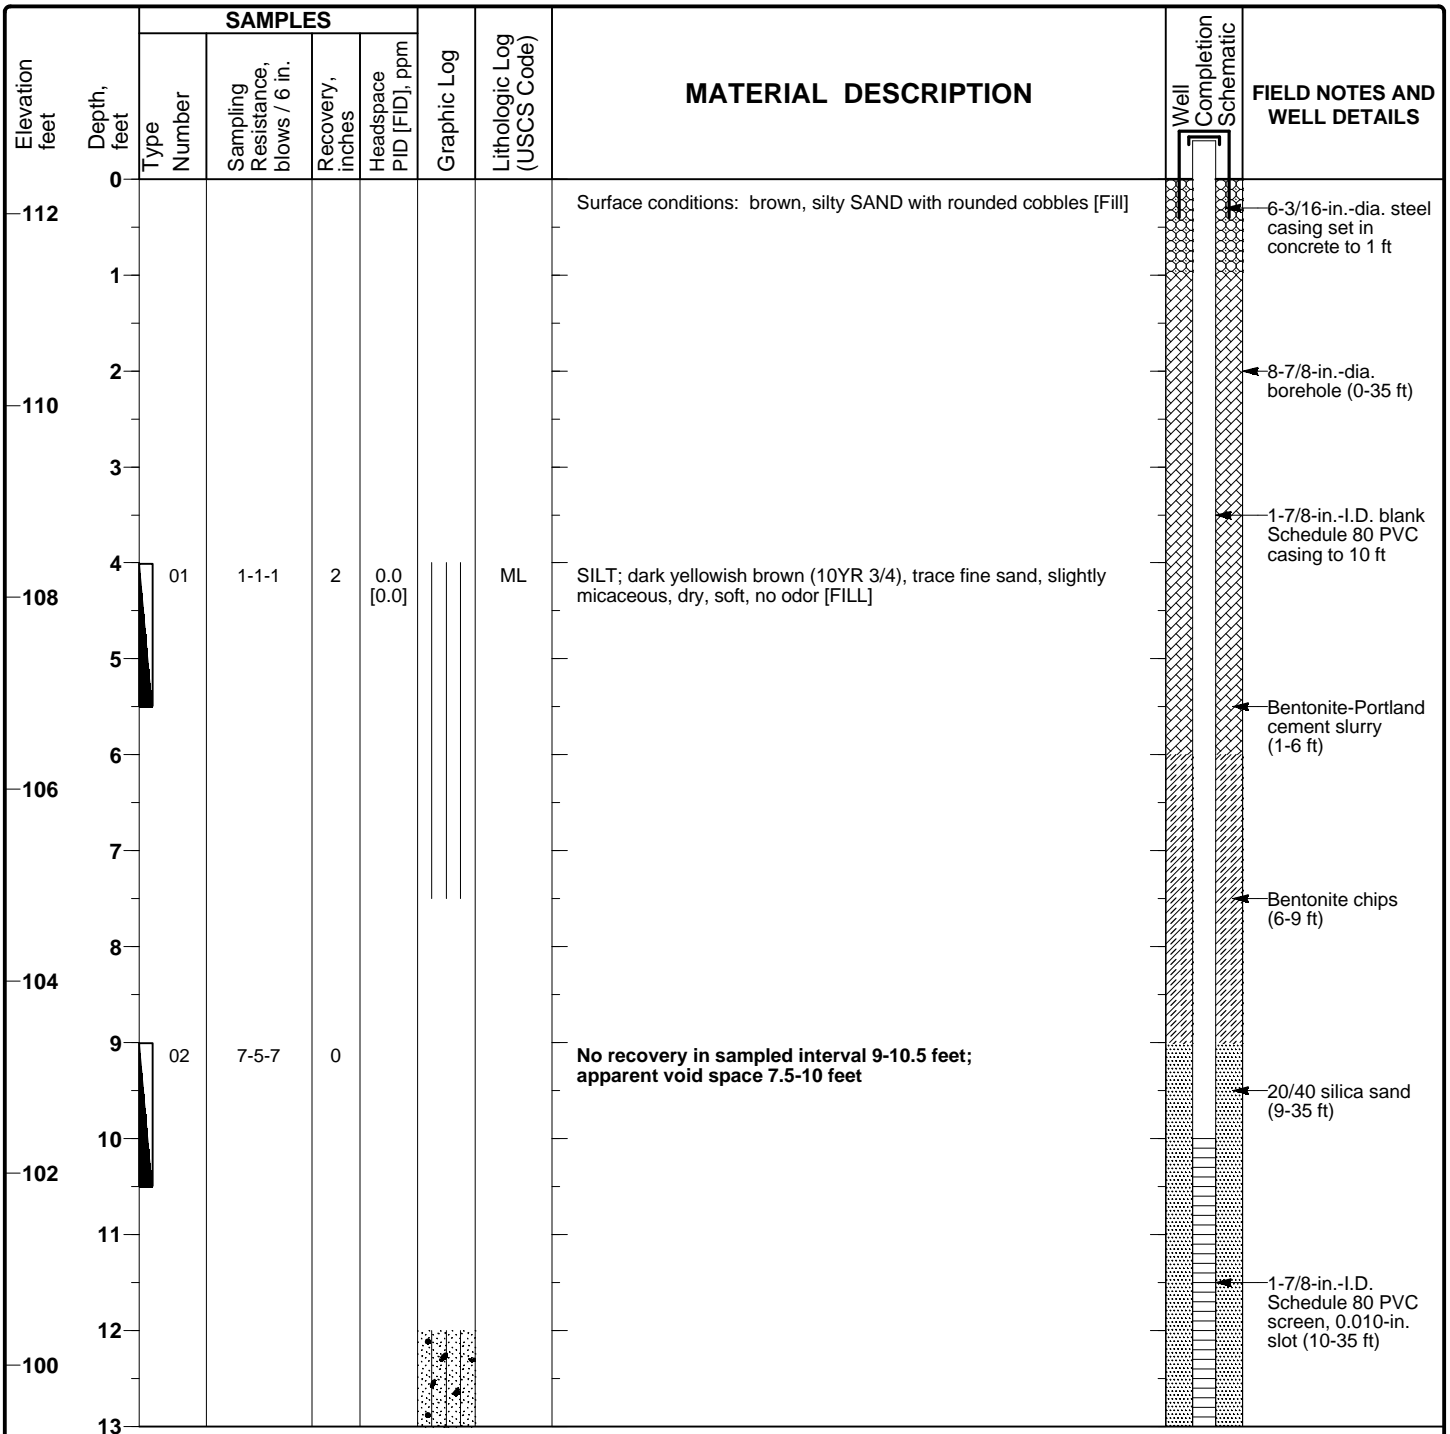 SAMPLES
Elevation
feet
Depth,
feet
Type
Number
Sampling
Resistance,
blows / 6 in.
Recovery,
inches
Headspace
PID [FID], ppm
Graphic Log
Lithologic Log
(USCS Code)
MATERIAL DESCRIPTION
Well
Completion
Schematic
FIELD NOTES AND
WELL DETAILS
0
Surface conditions: brown, silty SAND with rounded cobbles [Fill]
112
6-3/16-in.-dia. steel
casing set in
concrete to 1 ft
1
2
8-7/8-in.-dia.
borehole (0-35 ft)
110
3
1-7/8-in.-I.D. blank
Schedule 80 PVC
casing to 10 ft
4
01 1-1-1 2 0.0 ML SILT; dark yellowish brown (10YR 3/4), trace fine sand, slightly
[0.0] micaceous, dry, soft, no odor [FILL]
108
5
Bentonite-Portland
cement slurry
(1-6 ft)
6
106
7
Bentonite chips
(6-9 ft)
8
104
9
02 7-5-7 0 No recovery in sampled interval 9-10.5 feet;
apparent void space 7.5-10 feet
20/40 silica sand
(9-35 ft)
10
102
11
1-7/8-in.-I.D.
Schedule 80 PVC
screen, 0.010-in.
slot (10-35 ft)
12
100
13